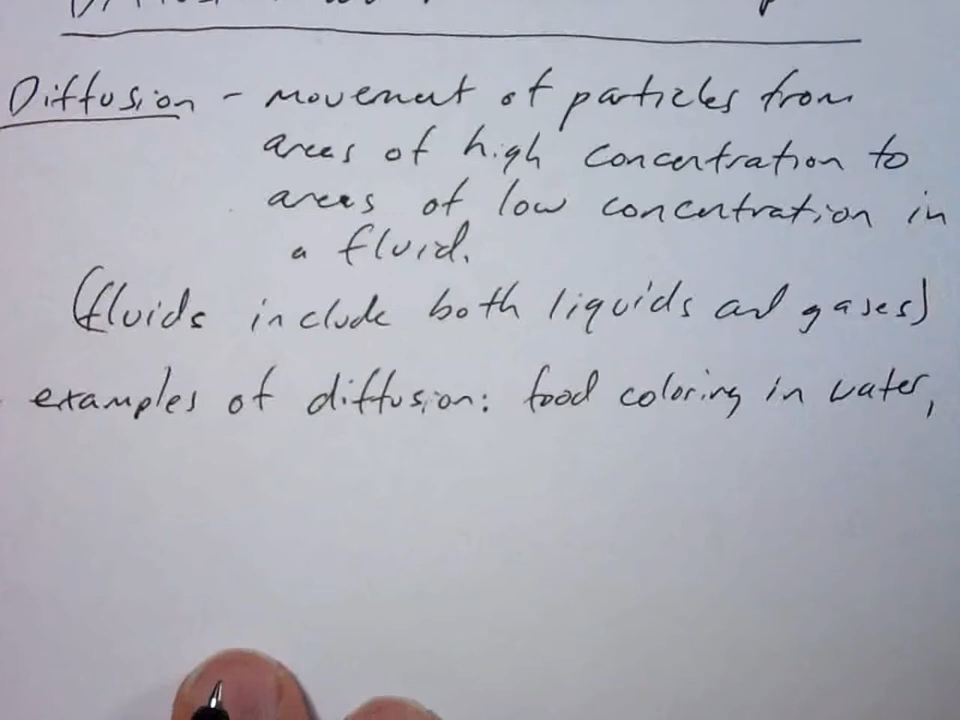 Diffusion - movement of particles from
areas of high concentration to
areas of low concentration in
a fluid.
(fluids include both liquids and gases)
examples of diffusion: food coloring in water,